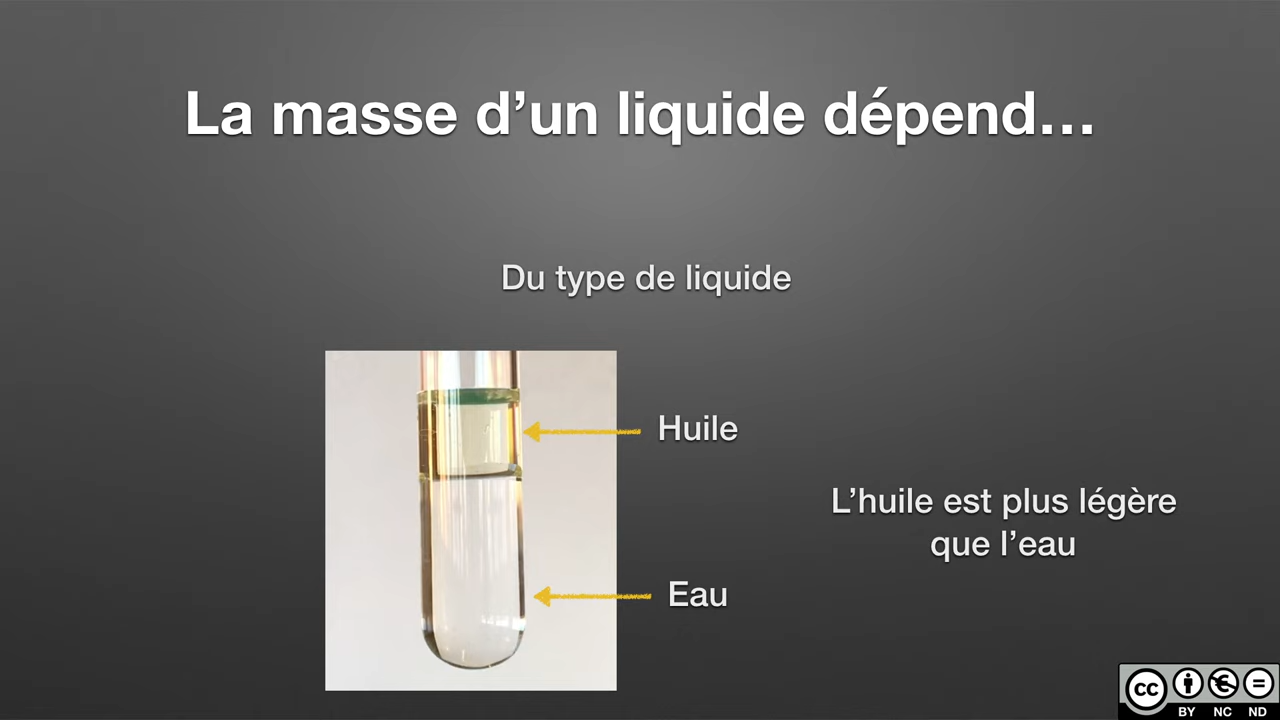 La masse d’un liquide dépend…
Du type de liquide
Huile
L’huile est plus légère
que l’eau
Eau
cc
BY NC ND